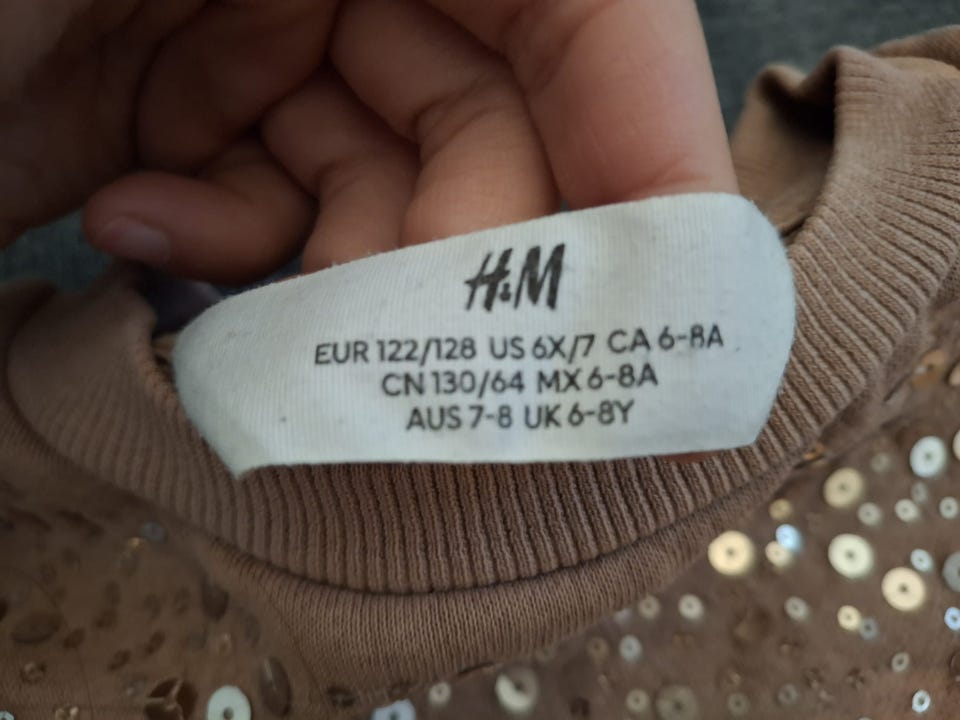 H&M
EUR 122/128 US 6X/7 CA 6-8A
CN 130/64 MX 6-8A
AUS 7-8 UK 6-8Y